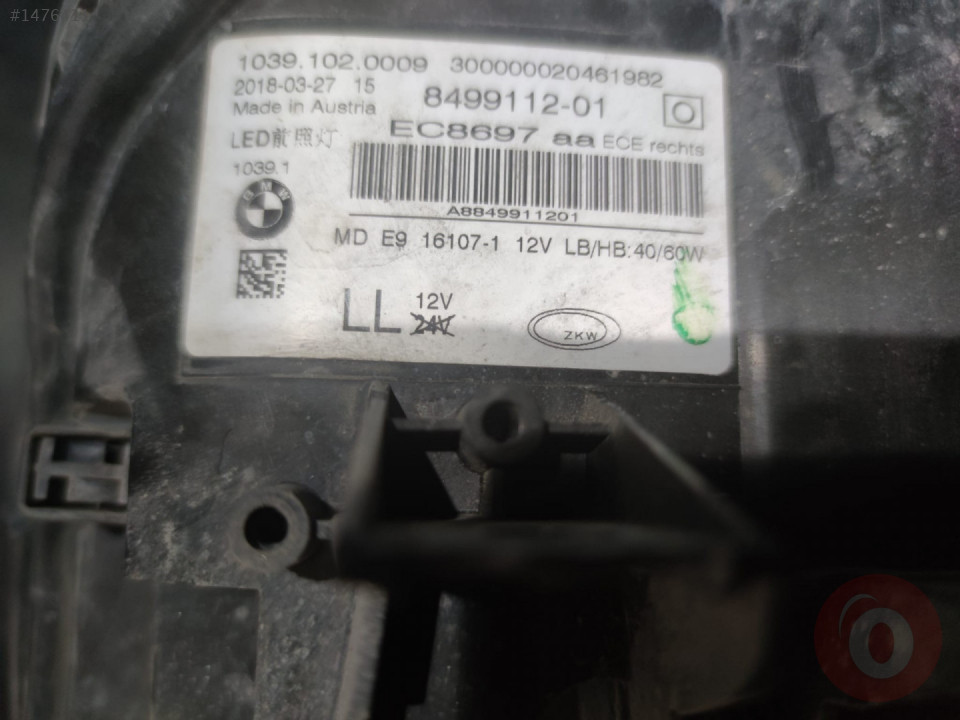 #147
1039.102.0009 300000020461982
2018-03-27 15 8499112-01
Made in Austria
EC8697 aa ECE rechts
LED前照灯
1039.1
BMW
A8849911201
MD E9 16107-1 12V LB/HB:40/60W
LL 12V
24V
ZKW